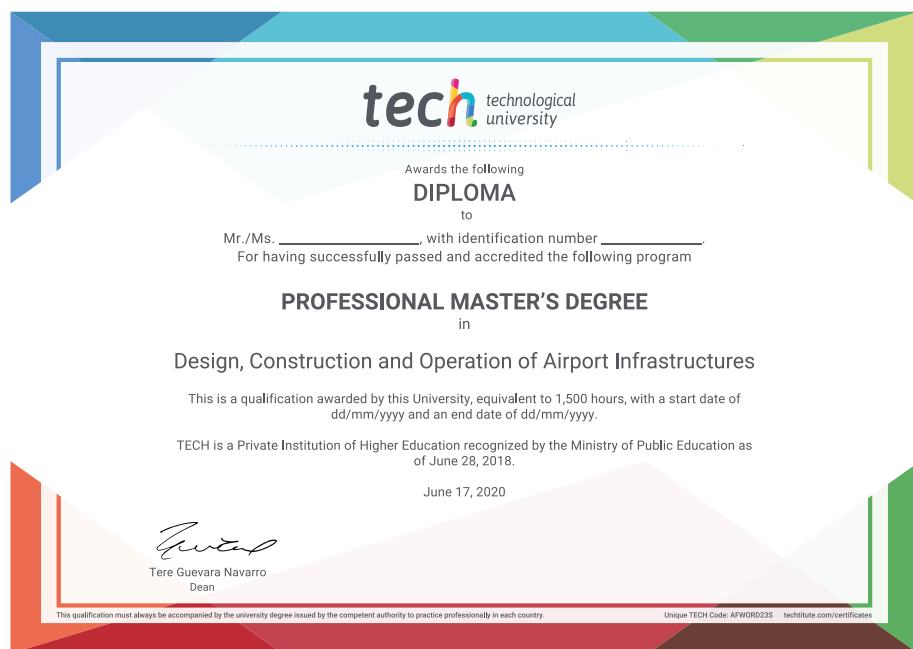 tech technological
university
Awards the following
DIPLOMA
to
Mr./Ms. ____________, with identification number ____________.
For having successfully passed and accredited the following program
PROFESSIONAL MASTER'S DEGREE
in
Design, Construction and Operation of Airport Infrastructures
This is a qualification awarded by this University, equivalent to 1,500 hours, with a start date of
dd/mm/yyyy and an end date of dd/mm/yyyy.
TECH is a Private Institution of Higher Education recognized by the Ministry of Public Education as
of June 28, 2018.
June 17, 2020
Tere Guevara Navarro
Dean
This qualification must always be accompanied by the university degree issued by the competent authority to practice professionally in each country.
Unique TECH Code: AFWORD23S techtitute.com/certificates